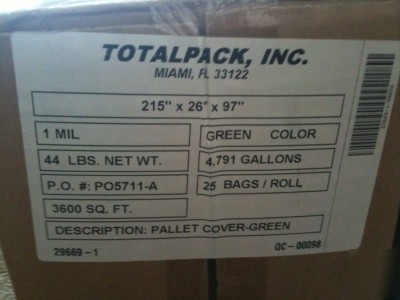 TOTALPACK, INC.
MIAMI, FL 33122
215" x 26" x 97"
1 MIL
GREEN COLOR
44 LBS. NET WT.
4,791 GALLONS
P.O. #: PO5711-A
25 BAGS / ROLL
3600 SQ. FT.
DESCRIPTION: PALLET COVER-GREEN
29669-1
QC-00098